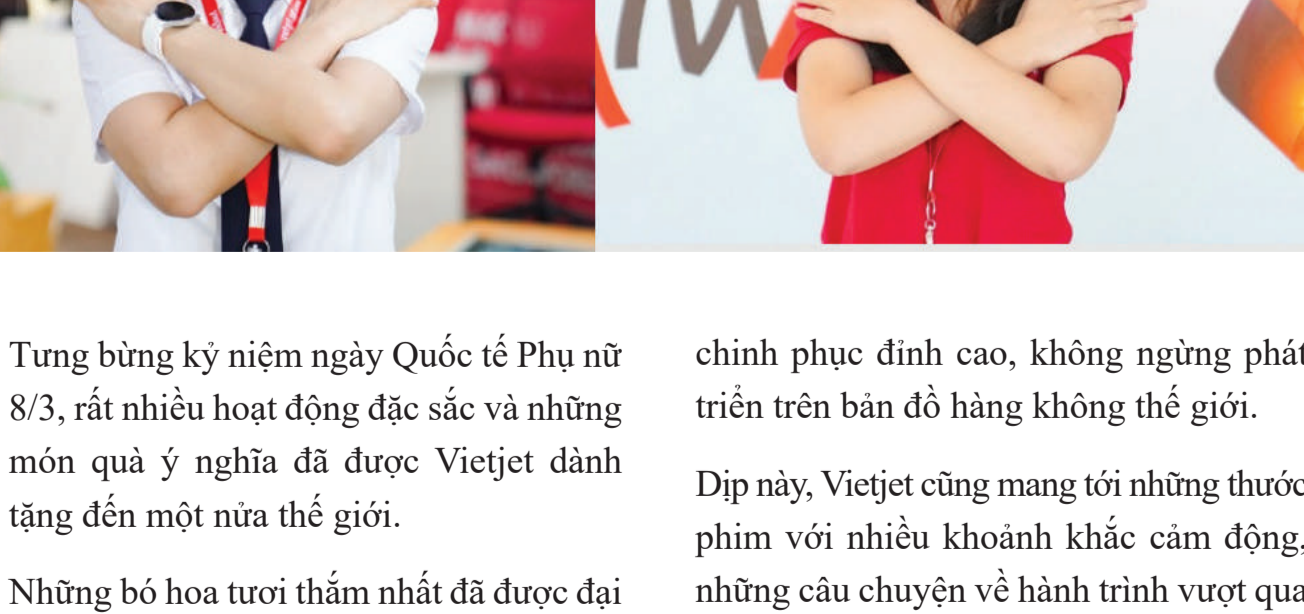 Tưng bừng kỷ niệm ngày Quốc tế Phụ nữ
8/3, rất nhiều hoạt động đặc sắc và những
món quà ý nghĩa đã được Vietjet dành
tặng đến một nửa thế giới.
Những bó hoa tươi thắm nhất đã được đại
chinh phục đỉnh cao, không ngừng phát
triển trên bản đồ hàng không thế giới.
Dịp này, Vietjet cũng mang tới những thước
phim với nhiều khoảnh khắc cảm động,
những câu chuyện về hành trình vượt qua